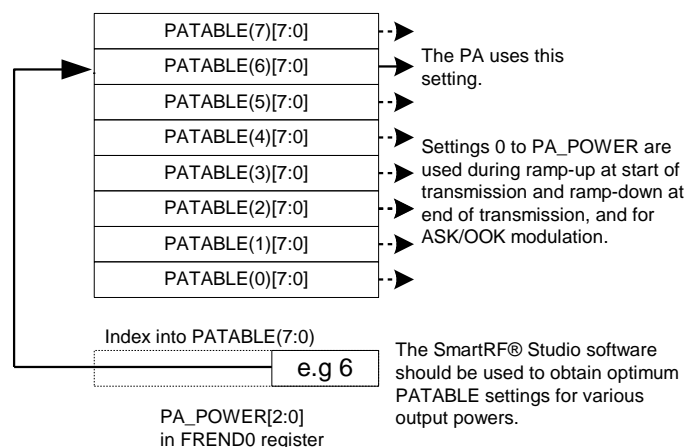 PATABLE(7)[7:0]
PATABLE(6)[7:0]
PATABLE(5)[7:0]
PATABLE(4)[7:0]
PATABLE(3)[7:0]
PATABLE(2)[7:0]
PATABLE(1)[7:0]
PATABLE(0)[7:0]
The PA uses this
setting.
Settings 0 to PA_POWER are
used during ramp-up at start of
transmission and ramp-down at
end of transmission, and for
ASK/OOK modulation.
Index into PATABLE(7:0)
e.g 6
PA_POWER[2:0]
in FREND0 register
The SmartRF® Studio software
should be used to obtain optimum
PATABLE settings for various
output powers.